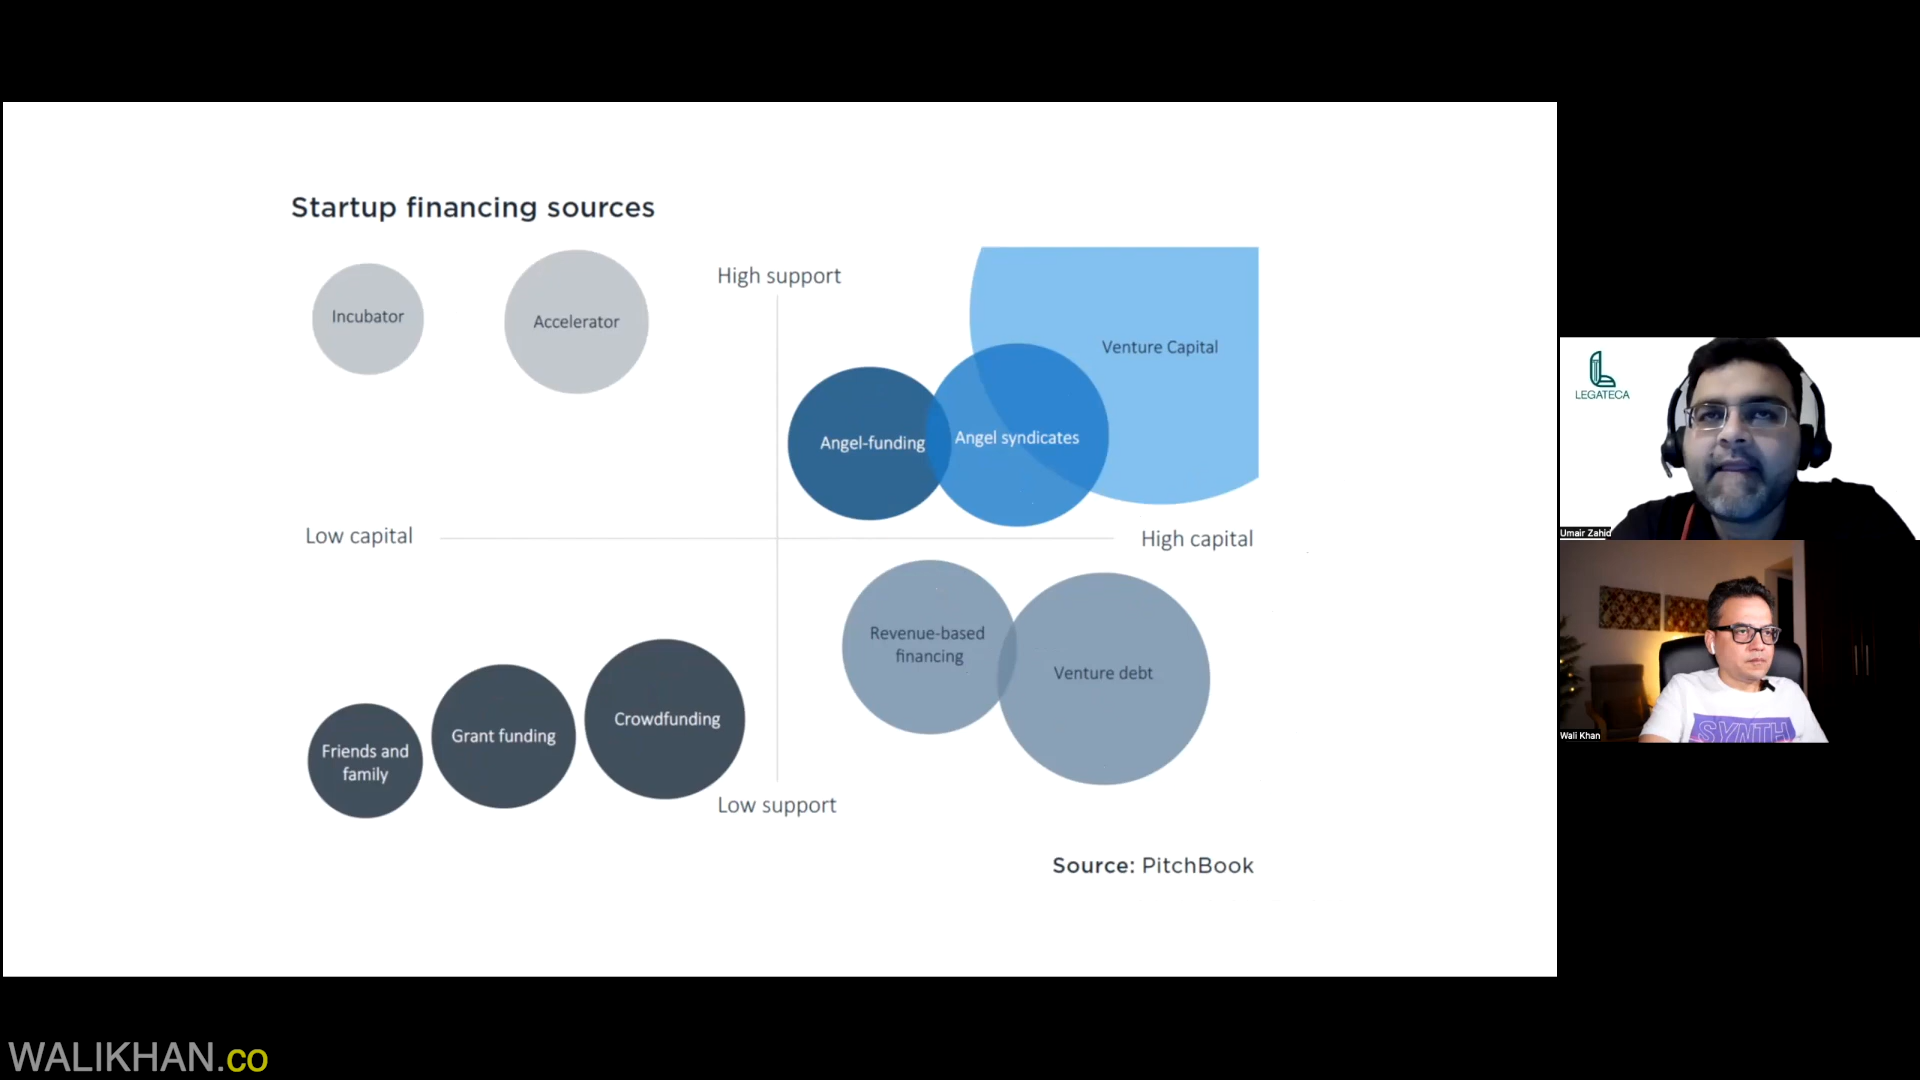 Startup financing sources
Incubator
Accelerator
High support
Venture Capital
Angel-funding
Angel syndicates
Low capital
High capital
Revenue-based
financing
Venture debt
Friends and
family
Grant funding
Crowdfunding
Low support
Source: PitchBook
LEGATECA
Umair Zahid
SYNTH
Wali Khan
WALIKHAN.co